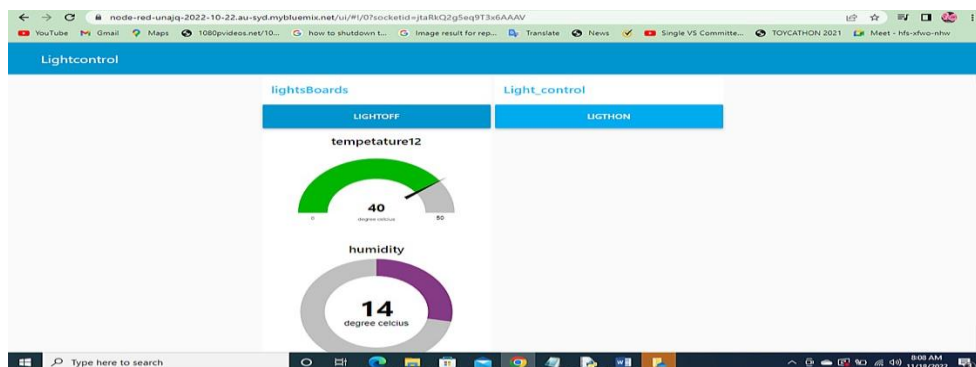 node-red-unajq-2022-10-22.au-syd.mybluemix.net/ui/#!/0?socketid=jtaRkQ2g5eq9T3x6AAAV
YouTube Gmail Maps 1080pvideos.net/10... how to shutdown t... Image result for rep... Translate News Single VS Committe... TOYCATHON 2021 Meet - hfs-xfwo-nhw
Lightcontrol
lightsBoards Light_control
LIGHTOFF LIGTHON
tempetature12
40
degree celcius
0 50
humidity
14
degree celcius
Type here to search
8:08 AM
11/18/2022